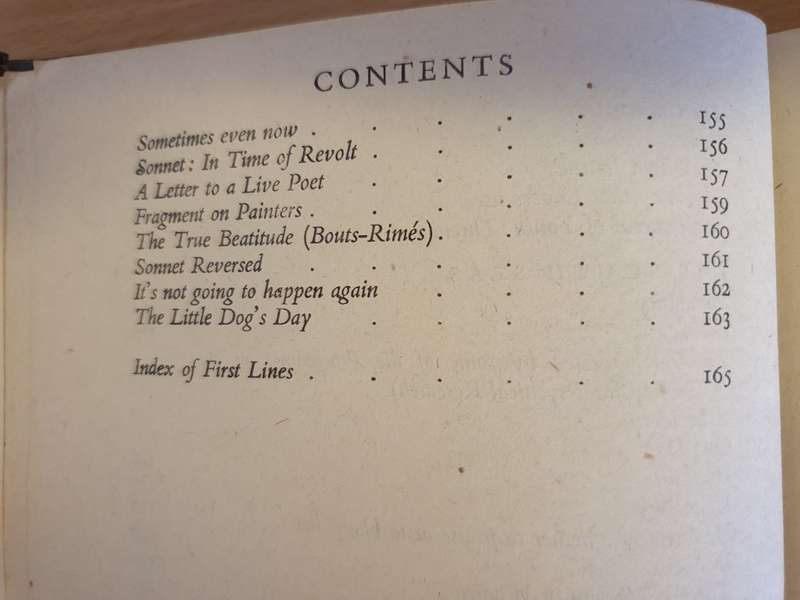 CONTENTS
Sometimes even now . . . . . . 155
Sonnet: In Time of Revolt . . . . . 156
A Letter to a Live Poet . . . . . 157
Fragment on Painters . . . . . . 159
The True Beatitude (Bouts-Rimés) . . . . 160
Sonnet Reversed . . . . . . 161
It's not going to happen again . . . . 162
The Little Dog's Day . . . . . 163
Index of First Lines . . . . . . 165